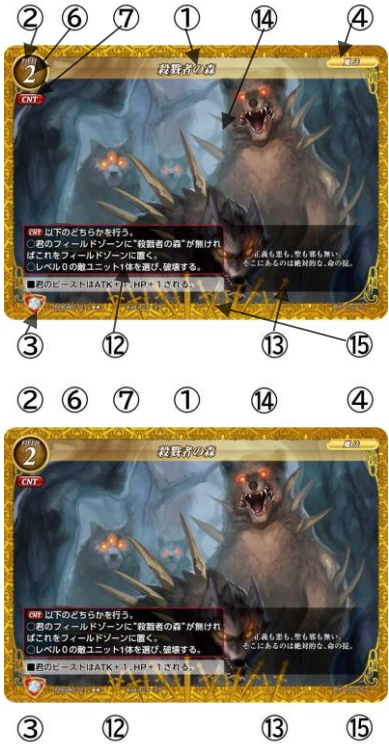 ② ⑥ ⑦ ① ⑭ ④
FIELD
2
殺戮者の森
魔法
CNT
CNT 以下のどちらかを行う。
○君のフィールドゾーンに“殺戮者の森”が無けれ
ばこれをフィールドゾーンに置く。
○レベル0の敵ユニット1体を選び、破壊する。
正義も悪も、聖も邪も無い。
そこにあるのは絶対的な、命の掟。
■君のビーストはATK+1、HP+1される。
③ ⑫ ⑬ ⑮
② ⑥ ⑦ ① ⑭ ④
FIELD
2
殺戮者の森
魔法
CNT
CNT 以下のどちらかを行う。
○君のフィールドゾーンに“殺戮者の森”が無けれ
ばこれをフィールドゾーンに置く。
○レベル0の敵ユニット1体を選び、破壊する。
正義も悪も、聖も邪も無い。
そこにあるのは絶対的な、命の掟。
■君のビーストはATK+1、HP+1される。
③ ⑫ ⑬ ⑮